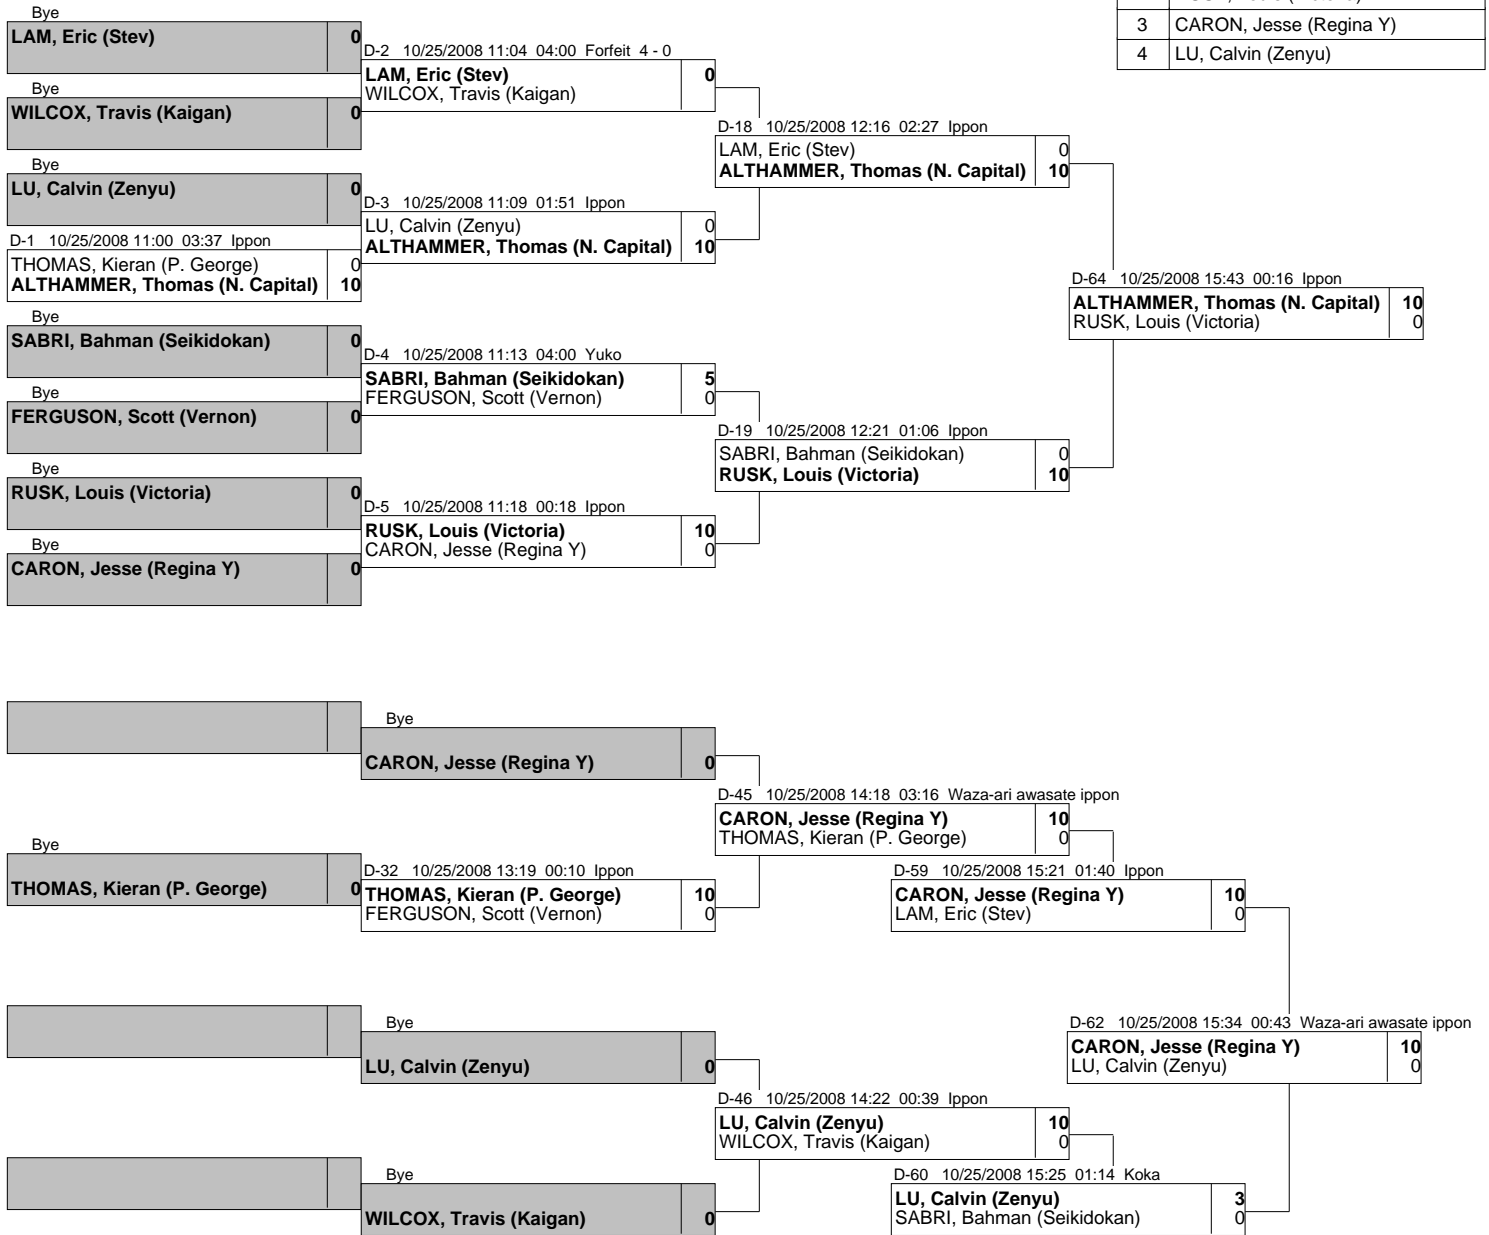 3 CARON, Jesse (Regina Y)
4 LU, Calvin (Zenyu)
Bye
LAM, Eric (Stev) 0
Bye
WILCOX, Travis (Kaigan) 0
Bye
LU, Calvin (Zenyu) 0
D-1 10/25/2008 11:00 03:37 Ippon
THOMAS, Kieran (P. George) 0
ALTHAMMER, Thomas (N. Capital) 10
Bye
SABRI, Bahman (Seikidokan) 0
Bye
FERGUSON, Scott (Vernon) 0
Bye
RUSK, Louis (Victoria) 0
Bye
CARON, Jesse (Regina Y) 0
D-2 10/25/2008 11:04 04:00 Forfeit 4 - 0
LAM, Eric (Stev) 0
WILCOX, Travis (Kaigan)
D-3 10/25/2008 11:09 01:51 Ippon
LU, Calvin (Zenyu) 0
ALTHAMMER, Thomas (N. Capital) 10
D-4 10/25/2008 11:13 04:00 Yuko
SABRI, Bahman (Seikidokan) 5
FERGUSON, Scott (Vernon) 0
D-5 10/25/2008 11:18 00:18 Ippon
RUSK, Louis (Victoria) 10
CARON, Jesse (Regina Y) 0
D-18 10/25/2008 12:16 02:27 Ippon
LAM, Eric (Stev) 0
ALTHAMMER, Thomas (N. Capital) 10
D-19 10/25/2008 12:21 01:06 Ippon
SABRI, Bahman (Seikidokan) 0
RUSK, Louis (Victoria) 10
D-64 10/25/2008 15:43 00:16 Ippon
ALTHAMMER, Thomas (N. Capital) 10
RUSK, Louis (Victoria) 0
Bye
CARON, Jesse (Regina Y) 0
Bye
THOMAS, Kieran (P. George) 0
D-32 10/25/2008 13:19 00:10 Ippon
THOMAS, Kieran (P. George) 10
FERGUSON, Scott (Vernon) 0
D-45 10/25/2008 14:18 03:16 Waza-ari awasate ippon
CARON, Jesse (Regina Y) 10
THOMAS, Kieran (P. George) 0
D-59 10/25/2008 15:21 01:40 Ippon
CARON, Jesse (Regina Y) 10
LAM, Eric (Stev) 0
Bye
LU, Calvin (Zenyu) 0
Bye
WILCOX, Travis (Kaigan) 0
D-46 10/25/2008 14:22 00:39 Ippon
LU, Calvin (Zenyu) 10
WILCOX, Travis (Kaigan) 0
D-60 10/25/2008 15:25 01:14 Koka
LU, Calvin (Zenyu) 3
SABRI, Bahman (Seikidokan) 0
D-62 10/25/2008 15:34 00:43 Waza-ari awasate ippon
CARON, Jesse (Regina Y) 10
LU, Calvin (Zenyu) 0